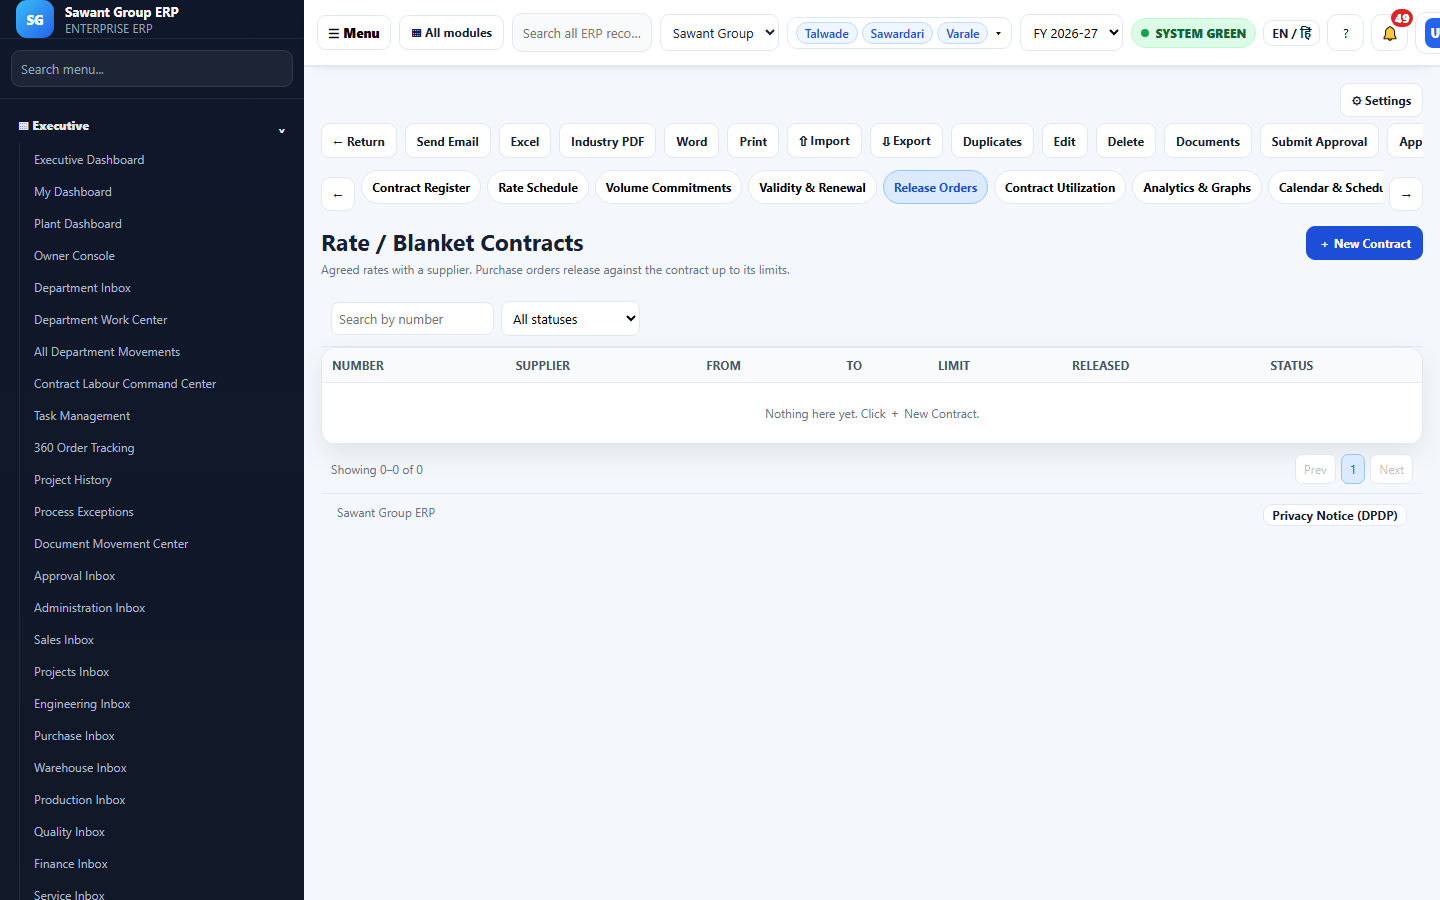 SG
Sawant Group ERP
ENTERPRISE ERP
Search menu...
Executive
Executive Dashboard
My Dashboard
Plant Dashboard
Owner Console
Department Inbox
Department Work Center
All Department Movements
Contract Labour Command Center
Task Management
360 Order Tracking
Project History
Process Exceptions
Document Movement Center
Approval Inbox
Administration Inbox
Sales Inbox
Projects Inbox
Engineering Inbox
Purchase Inbox
Warehouse Inbox
Production Inbox
Quality Inbox
Finance Inbox
Service Inbox
☰ Menu
All modules
Search all ERP reco...
Sawant Group
Talwade Sawardari Varale
FY 2026-27
SYSTEM GREEN
EN / हिं
?
49
U
⚙ Settings
← Return
Send Email
Excel
Industry PDF
Word
Print
⇧ Import
⇩ Export
Duplicates
Edit
Delete
Documents
Submit Approval
App
←
Contract Register
Rate Schedule
Volume Commitments
Validity & Renewal
Release Orders
Contract Utilization
Analytics & Graphs
Calendar & Schedu
→
Rate / Blanket Contracts
+ New Contract
Agreed rates with a supplier. Purchase orders release against the contract up to its limits.
Search by number
All statuses
NUMBER SUPPLIER FROM TO LIMIT RELEASED STATUS
Nothing here yet. Click + New Contract.
Showing 0–0 of 0
Prev 1 Next
Sawant Group ERP
Privacy Notice (DPDP)